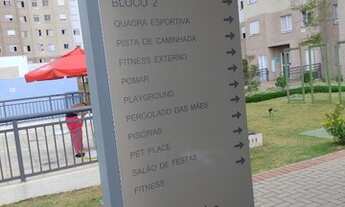 BLOCO 2
QUADRA ESPORTIVA
PISTA DE CAMINHADA
FITNESS EXTERNO
POMAR
PLAYGROUND
PERGOLADO DAS MÃES
PISCINAS
PET PLACE
SALÃO DE FESTAS
FITNESS